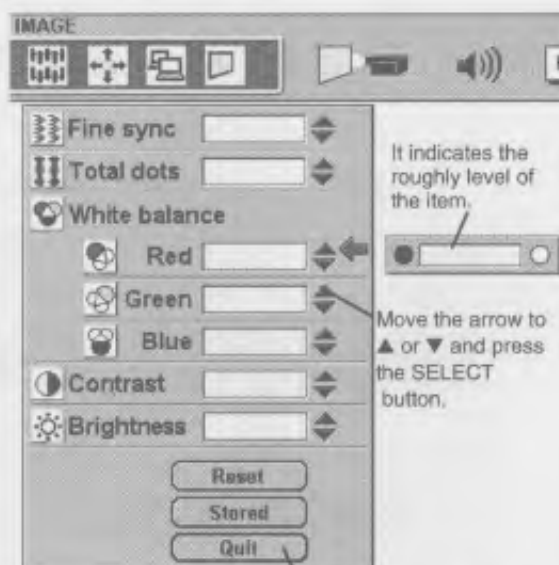 IMAGE
Fine sync
Total dots
White balance
Red
Green
Blue
Contrast
Brightness
Reset
Stored
Quit
It indicates the
roughly level of
the item.
Move the arrow to
▲ or ▼ and press
the SELECT
button.